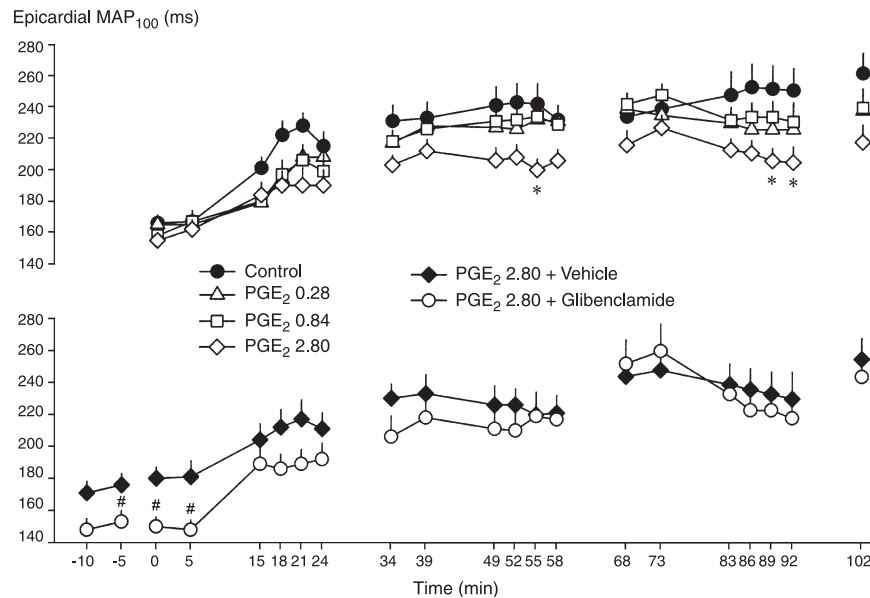 Epicardial MAP100 (ms)
280
260
240
220
200
180
160
140
*
* *
Control
PGE2 0.28
PGE2 0.84
PGE2 2.80
PGE2 2.80 + Vehicle
PGE2 2.80 + Glibenclamide
280
260
240
220
200
180
160
140
# # #
-10 -5 0 5 15 18 21 24 34 39 49 52 55 58 68 73 83 86 89 92 102
Time (min)